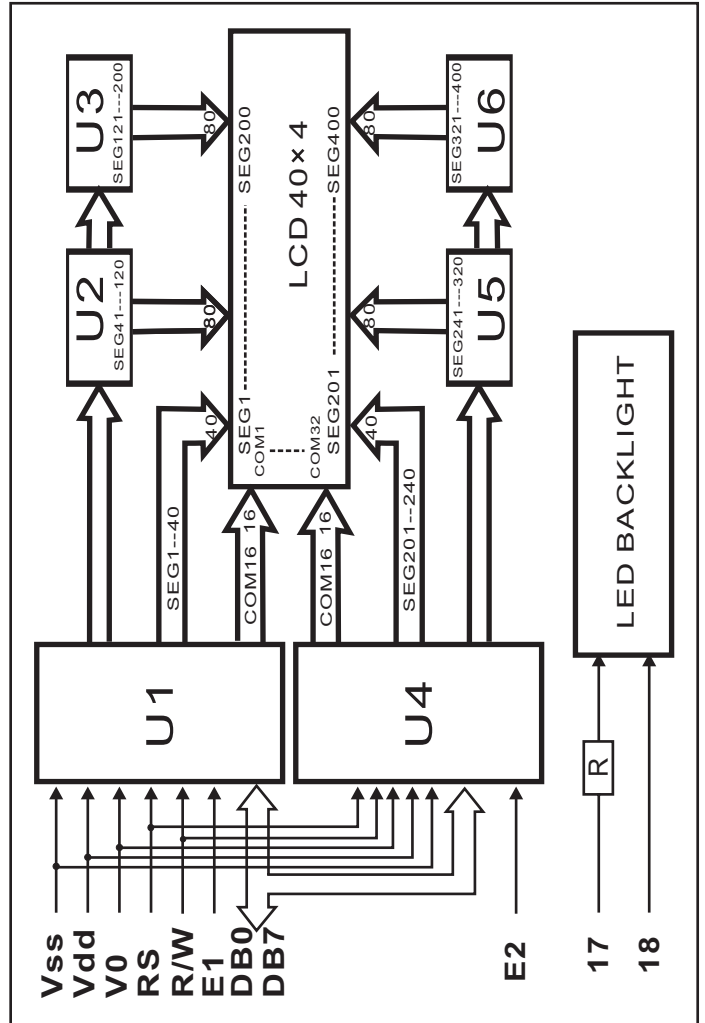 Vss
Vdd
V0
RS
R/W
E1
DB0
DB7
E2
17
18
U1
U4
R
SEG1--40
COM16 16
COM16 16
SEG201--240
U2
SEG41---120
U3
SEG121---200
80
80
40
SEG1 SEG200
COM1
LCD 40×4
COM32
SEG201 SEG400
40
80
80
U5
SEG241---320
U6
SEG321---400
LED BACKLIGHT